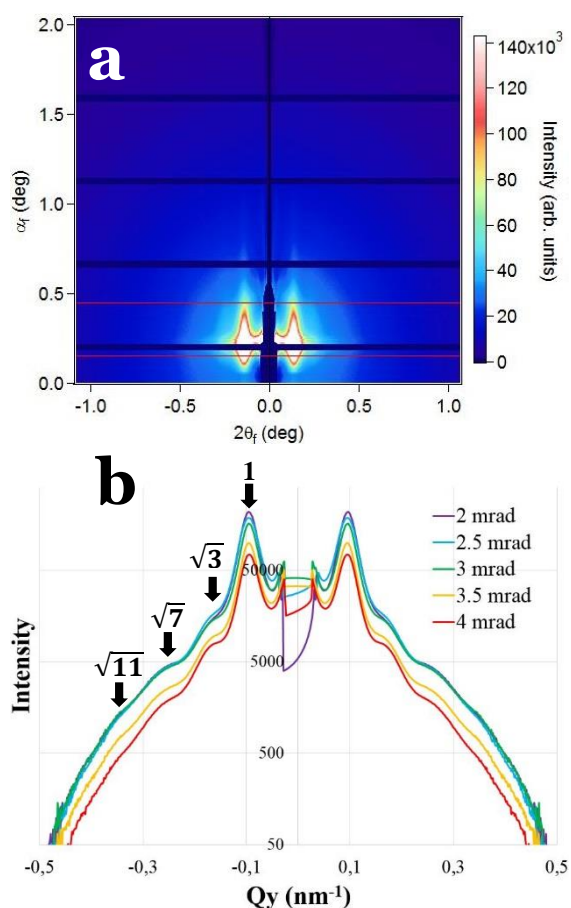 a
2.0
1.5
1.0
0.5
0.0
αf (deg)
-1.0 -0.5 0.0 0.5 1.0
2θf (deg)
140x10³
120
100
80
60
40
20
0
Intensity (arb. units)
b
1
√3
√7
√11
2 mrad
2.5 mrad
3 mrad
3.5 mrad
4 mrad
50000
5000
500
50
Intensity
-0,5 -0,3 -0,1 0,1 0,3 0,5
Qy (nm⁻¹)